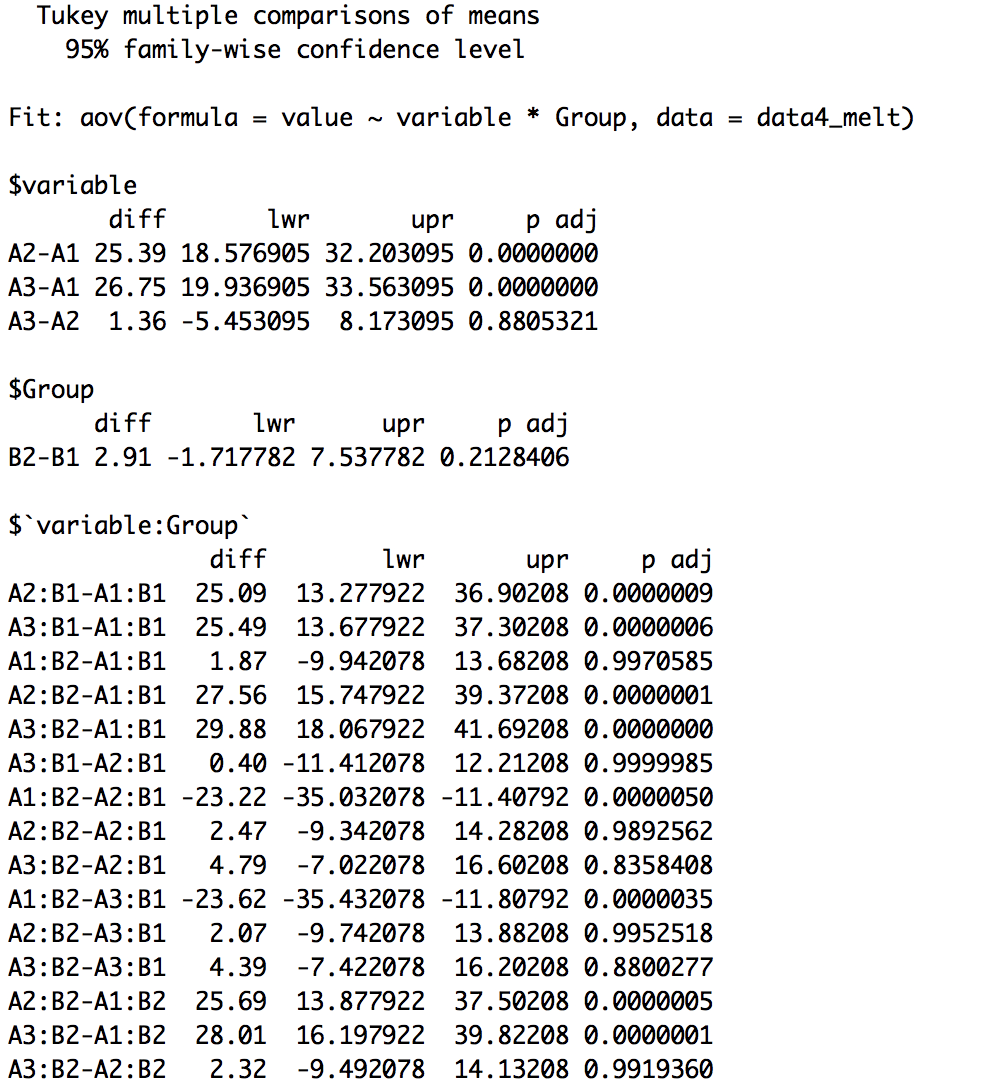 Tukey multiple comparisons of means
95% family-wise confidence level
Fit: aov(formula = value ~ variable * Group, data = data4_melt)
$variable
diff lwr upr p adj
A2-A1 25.39 18.576905 32.203095 0.0000000
A3-A1 26.75 19.936905 33.563095 0.0000000
A3-A2 1.36 -5.453095 8.173095 0.8805321
$Group
diff lwr upr p adj
B2-B1 2.91 -1.717782 7.537782 0.2128406
$`variable:Group`
diff lwr upr p adj
A2:B1-A1:B1 25.09 13.277922 36.90208 0.0000009
A3:B1-A1:B1 25.49 13.677922 37.30208 0.0000006
A1:B2-A1:B1 1.87 -9.942078 13.68208 0.9970585
A2:B2-A1:B1 27.56 15.747922 39.37208 0.0000001
A3:B2-A1:B1 29.88 18.067922 41.69208 0.0000000
A3:B1-A2:B1 0.40 -11.412078 12.21208 0.9999985
A1:B2-A2:B1 -23.22 -35.032078 -11.40792 0.0000050
A2:B2-A2:B1 2.47 -9.342078 14.28208 0.9892562
A3:B2-A2:B1 4.79 -7.022078 16.60208 0.8358408
A1:B2-A3:B1 -23.62 -35.432078 -11.80792 0.0000035
A2:B2-A3:B1 2.07 -9.742078 13.88208 0.9952518
A3:B2-A3:B1 4.39 -7.422078 16.20208 0.8800277
A2:B2-A1:B2 25.69 13.877922 37.50208 0.0000005
A3:B2-A1:B2 28.01 16.197922 39.82208 0.0000001
A3:B2-A2:B2 2.32 -9.492078 14.13208 0.9919360